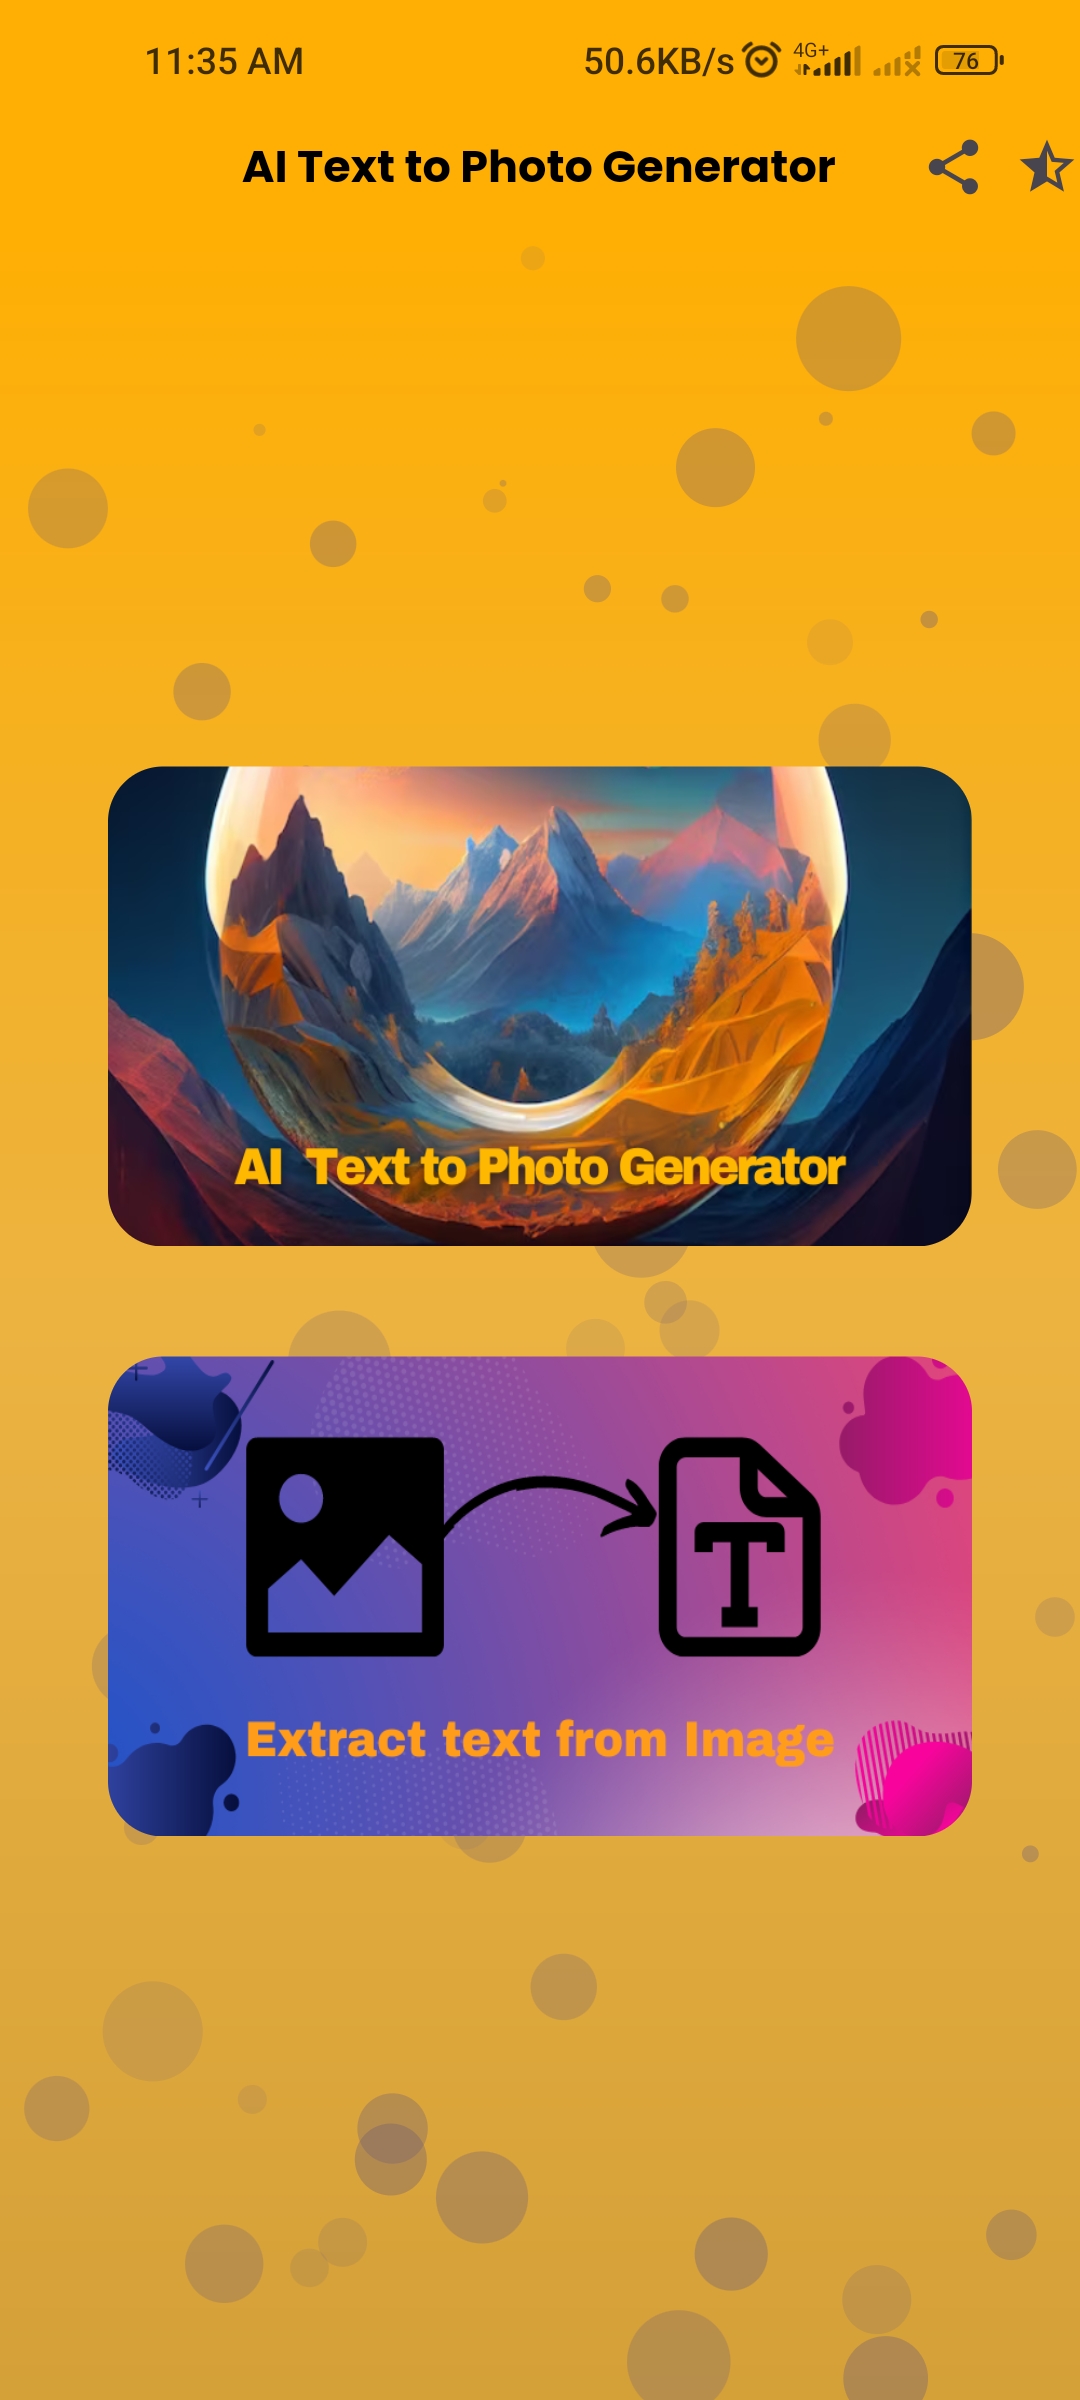 11:35 AM 50.6KB/s 4G+ 76
AI Text to Photo Generator
AI Text to Photo Generator
T
Extract text from Image